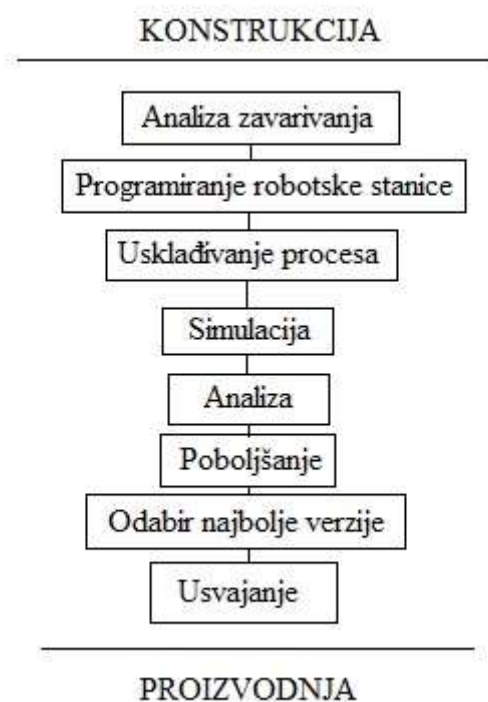 KONSTRUKCIJA
Analiza zavarivanja
Programiranje robotske stanice
Usklađivanje procesa
Simulacija
Analiza
Poboljšanje
Odabir najbolje verzije
Usvajanje
PROIZVODNJA